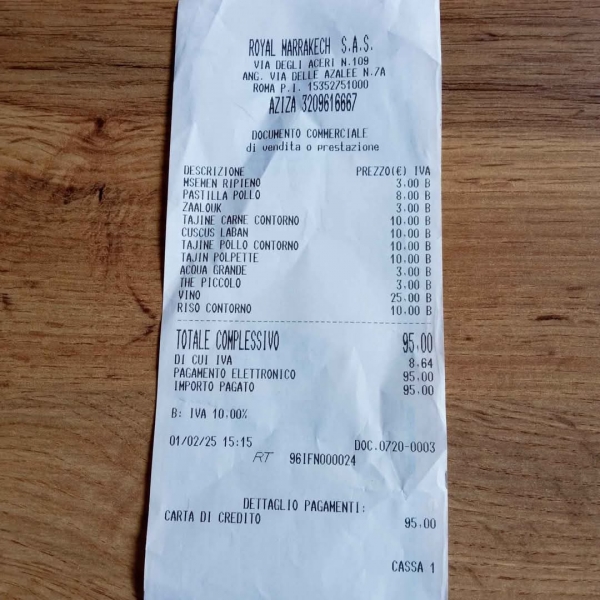 ROYAL MARRAKECH S.A.S.
VIA DEGLI ACERI N.109
ANG. VIA DELLE AZALEE N.7A
ROMA P.I. 15352751000
AZIZA 3209616667
DOCUMENTO COMMERCIALE
di vendita o prestazione
DESCRIZIONE PREZZO(€) IVA
MSEMEN RIPIENO 3,00 B
PASTILLA POLLO 8,00 B
ZAALOUK 3,00 B
TAJINE CARNE CONTORNO 10,00 B
CUSCUS LABAN 10,00 B
TAJINE POLLO CONTORNO 10,00 B
TAJIN POLPETTE 10,00 B
ACQUA GRANDE 3,00 B
THE PICCOLO 3,00 B
VINO 25,00 B
RISO CONTORNO 10,00 B
TOTALE COMPLESSIVO 95,00
DI CUI IVA 8,64
PAGAMENTO ELETTRONICO 95,00
IMPORTO PAGATO 95,00
B: IVA 10,00%
01/02/25 15:15 DOC.0720-0003
RT 96IFN000024
DETTAGLIO PAGAMENTI:
CARTA DI CREDITO 95,00
CASSA 1